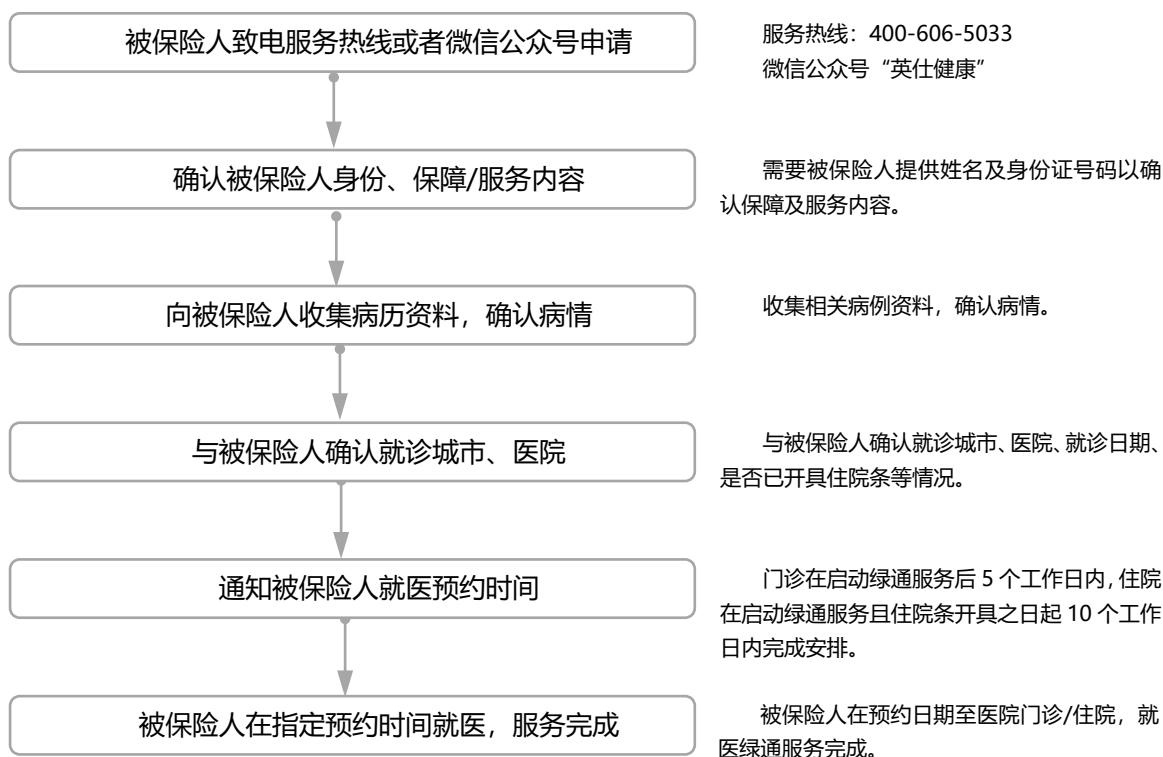 被保险人致电服务热线或者微信公众号申请
服务热线：400-606-5033
微信公众号“英仕健康”
确认被保险人身份、保障/服务内容
需要被保险人提供姓名及身份证号码以确
认保障及服务内容。
向被保险人收集病历资料，确认病情
收集相关病例资料，确认病情。
与被保险人确认就诊城市、医院
与被保险人确认就诊城市、医院、就诊日期、
是否已开具住院条等情况。
通知被保险人就医预约时间
门诊在启动绿通服务后 5 个工作日内，住院
在启动绿通服务且住院条开具之日起 10 个工作
日内完成安排。
被保险人在指定预约时间就医，服务完成
被保险人在预约日期至医院门诊/住院，就
医绿通服务完成。